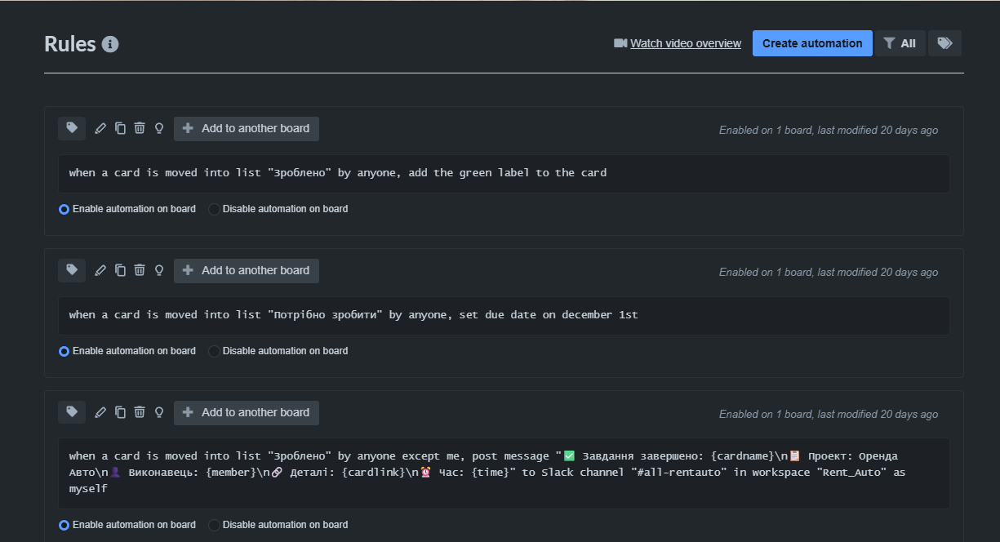 Rules
Watch video overview
Create automation
All
Add to another board
Enabled on 1 board, last modified 20 days ago
when a card is moved into list "Зроблено" by anyone, add the green label to the card
Enable automation on board
Disable automation on board
Add to another board
Enabled on 1 board, last modified 20 days ago
when a card is moved into list "Потрібно зробити" by anyone, set due date on december 1st
Enable automation on board
Disable automation on board
Add to another board
Enabled on 1 board, last modified 20 days ago
when a card is moved into list "Зроблено" by anyone except me, post message "✅ Завдання завершено: {cardname}\n📋 Проект: Оренда
Авто\n👤 Виконавець: {member}\n🔗 Деталі: {cardlink}\n⏰ Час: {time}" to Slack channel "#all-rentauto" in workspace "Rent_Auto" as
myself
Enable automation on board
Disable automation on board